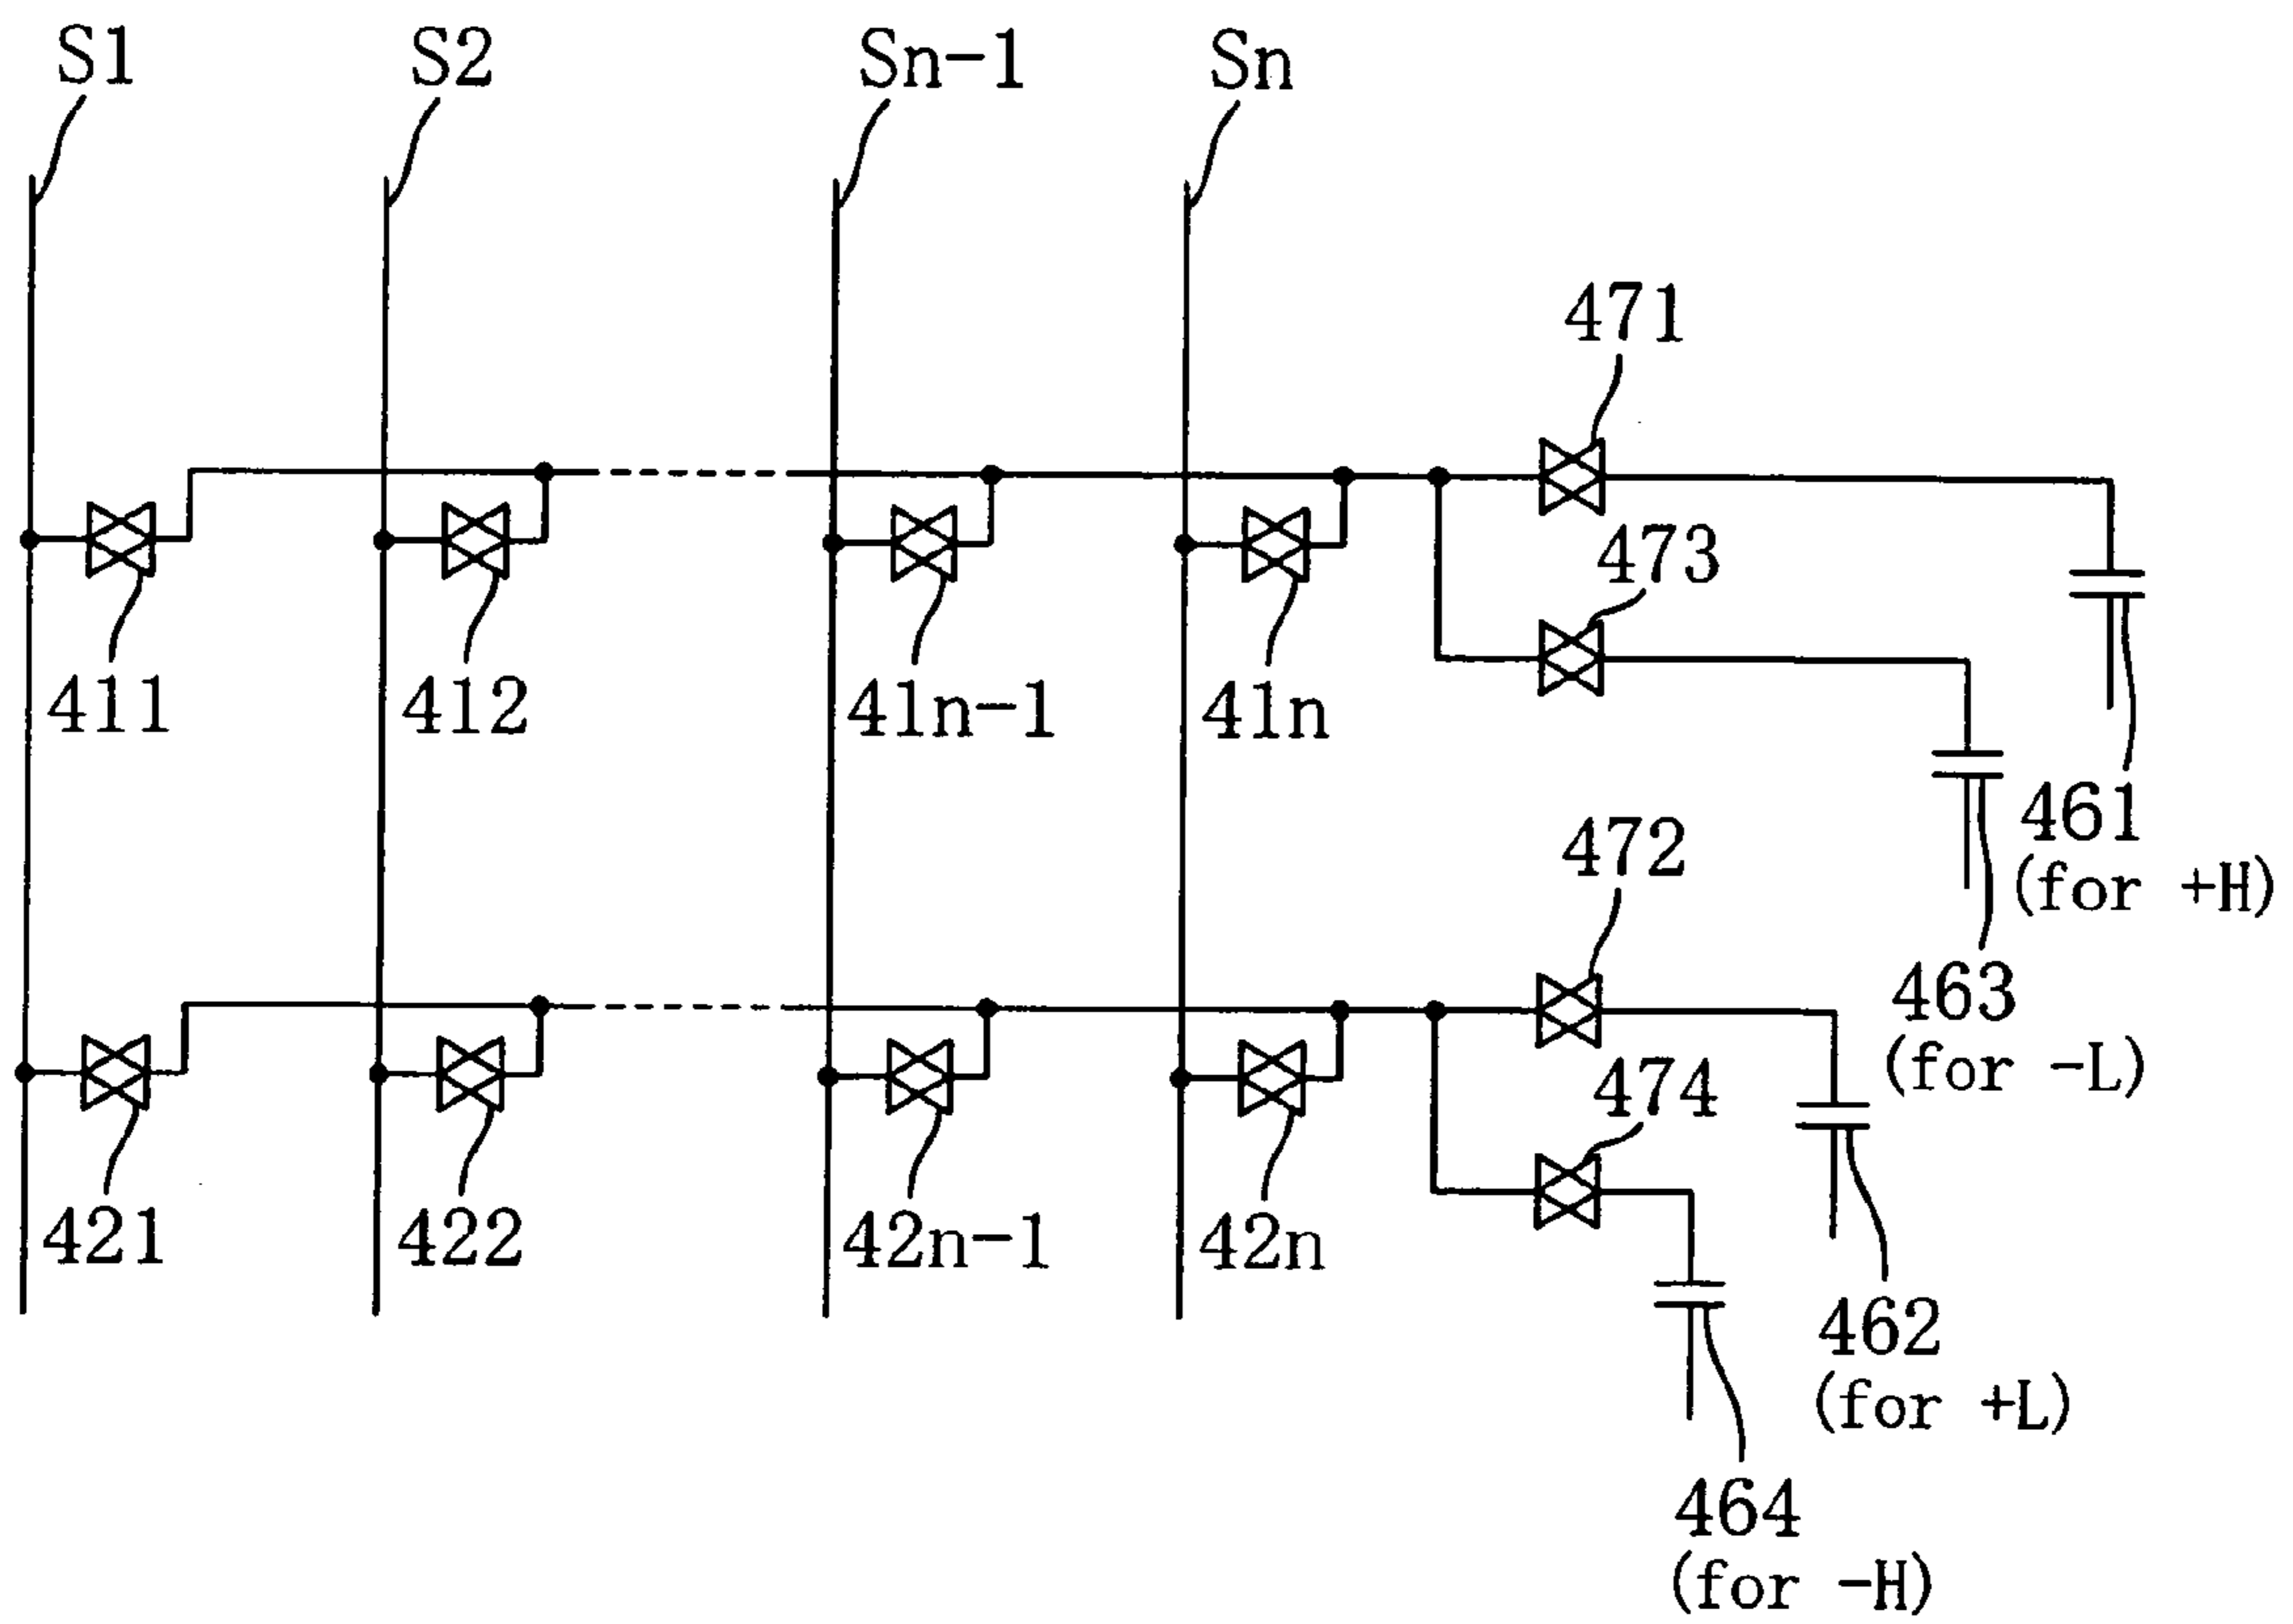 S1
S2
Sn-1
Sn
471
473
411
412
41n-1
41n
461
(for +H)
472
463
(for -L)
474
421
422
42n-1
42n
462
(for +L)
464
(for -H)